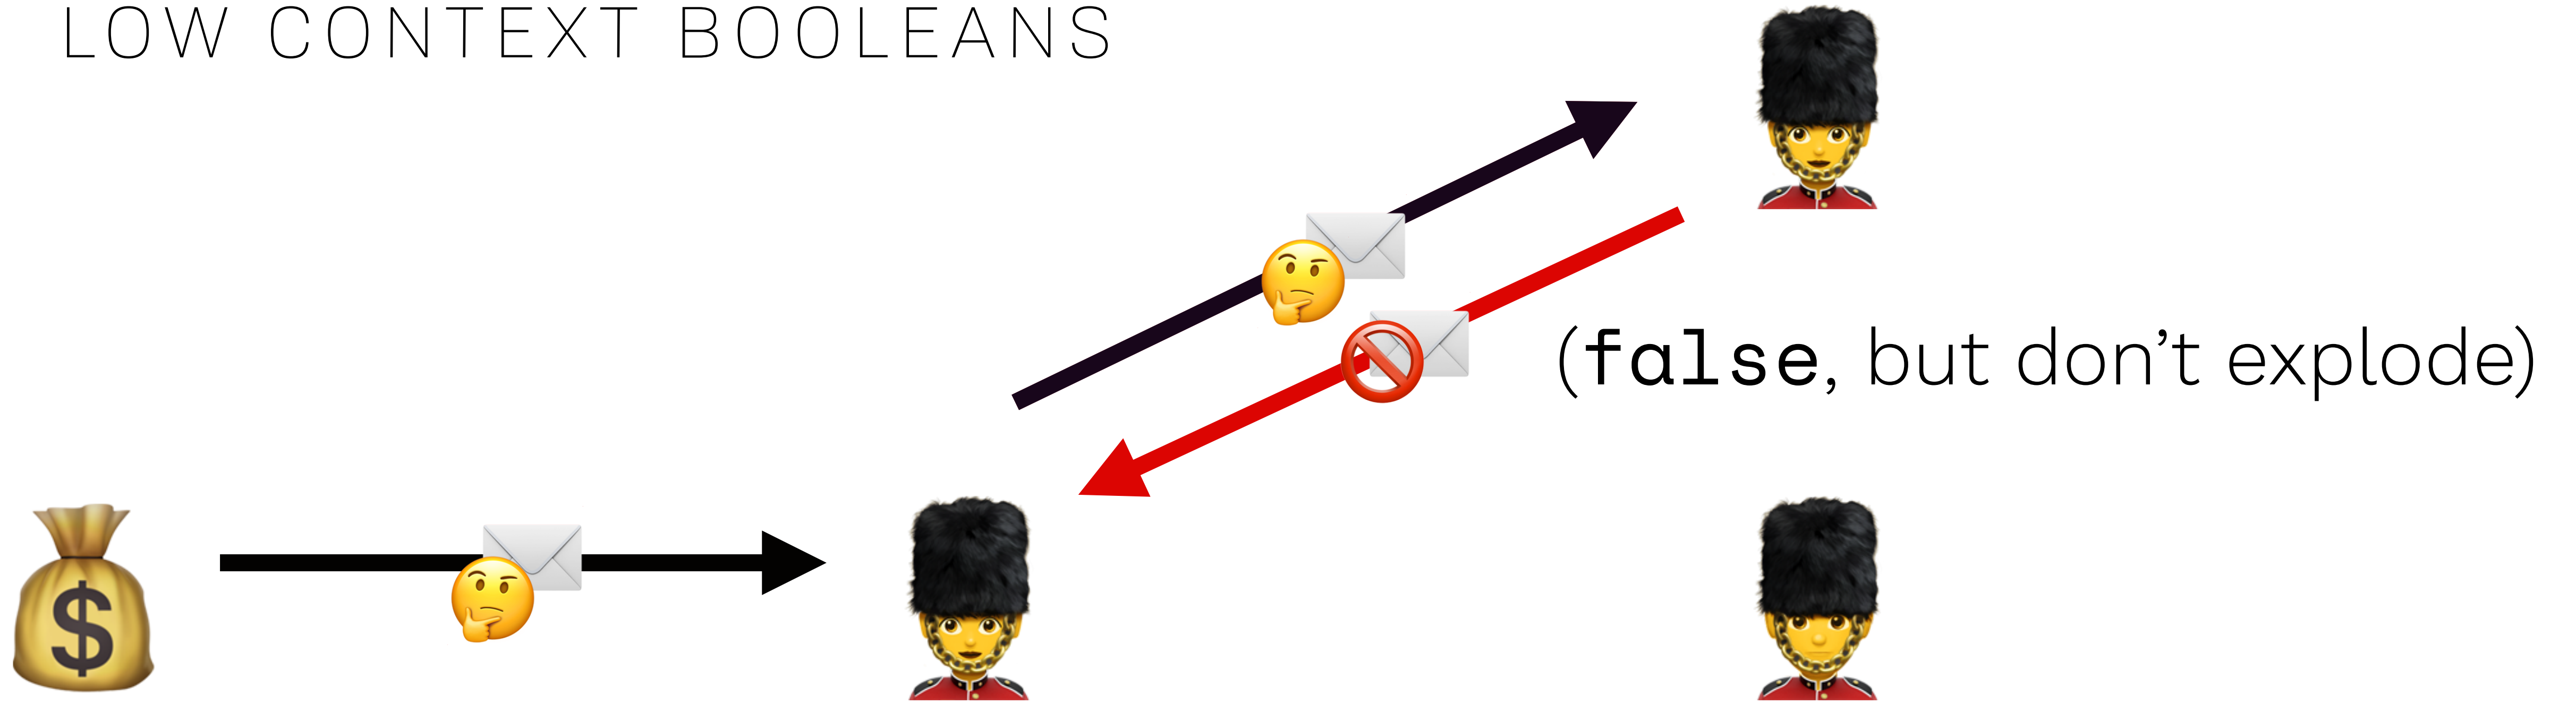 LOW CONTEXT BOOLEANS
(false, but don’t explode)
$